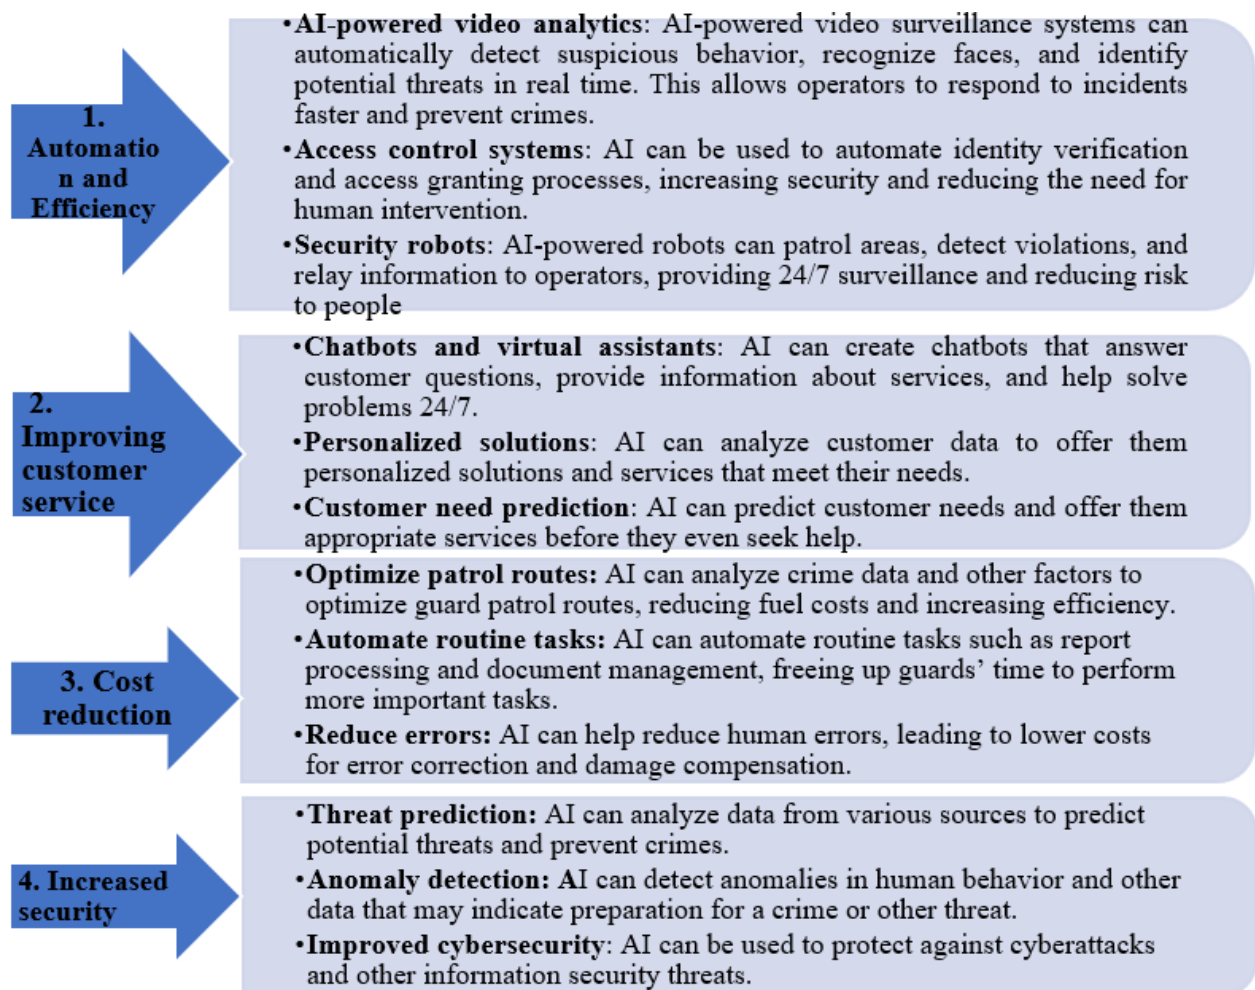 1.
Automatio
n and
Efficiency
•AI-powered video analytics: AI-powered video surveillance systems can
automatically detect suspicious behavior, recognize faces, and identify
potential threats in real time. This allows operators to respond to incidents
faster and prevent crimes.
•Access control systems: AI can be used to automate identity verification
and access granting processes, increasing security and reducing the need for
human intervention.
•Security robots: AI-powered robots can patrol areas, detect violations, and
relay information to operators, providing 24/7 surveillance and reducing risk
to people
2.
Improving
customer
service
•Chatbots and virtual assistants: AI can create chatbots that answer
customer questions, provide information about services, and help solve
problems 24/7.
•Personalized solutions: AI can analyze customer data to offer them
personalized solutions and services that meet their needs.
•Customer need prediction: AI can predict customer needs and offer them
appropriate services before they even seek help.
3. Cost
reduction
•Optimize patrol routes: AI can analyze crime data and other factors to
optimize guard patrol routes, reducing fuel costs and increasing efficiency.
•Automate routine tasks: AI can automate routine tasks such as report
processing and document management, freeing up guards’ time to perform
more important tasks.
•Reduce errors: AI can help reduce human errors, leading to lower costs
for error correction and damage compensation.
4. Increased
security
•Threat prediction: AI can analyze data from various sources to predict
potential threats and prevent crimes.
•Anomaly detection: AI can detect anomalies in human behavior and other
data that may indicate preparation for a crime or other threat.
•Improved cybersecurity: AI can be used to protect against cyberattacks
and other information security threats.